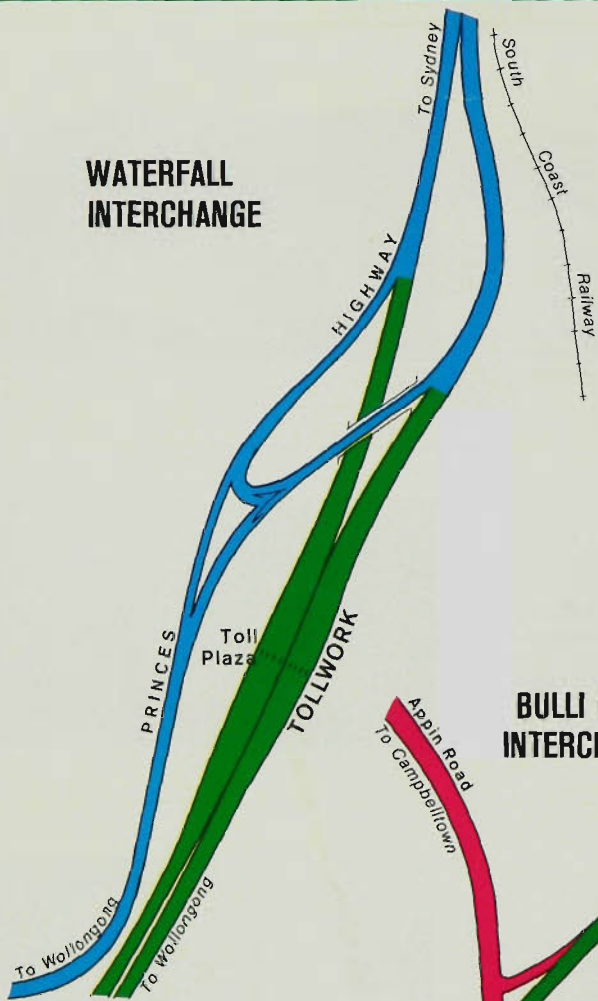 WATERFALL
INTERCHANGE
To Sydney
South
Coast
Railway
HIGHWAY
PRINCES
Toll
Plaza
TOLLWORK
To Wollongong
To Wollongong
BULLI
INTERCH
Appin Road
To Campbelltown